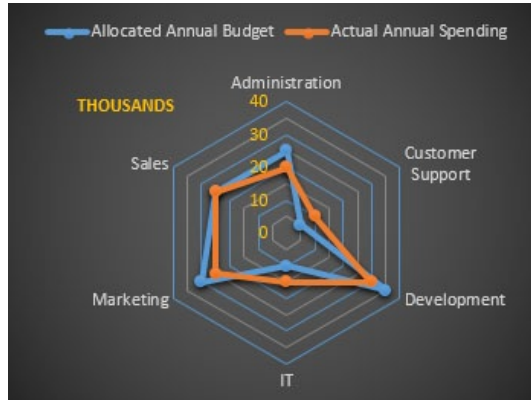 Allocated Annual Budget Actual Annual Spending
Administration
THOUSANDS
40
30
Sales
Customer
Support
20
10
0
Marketing
Development
IT